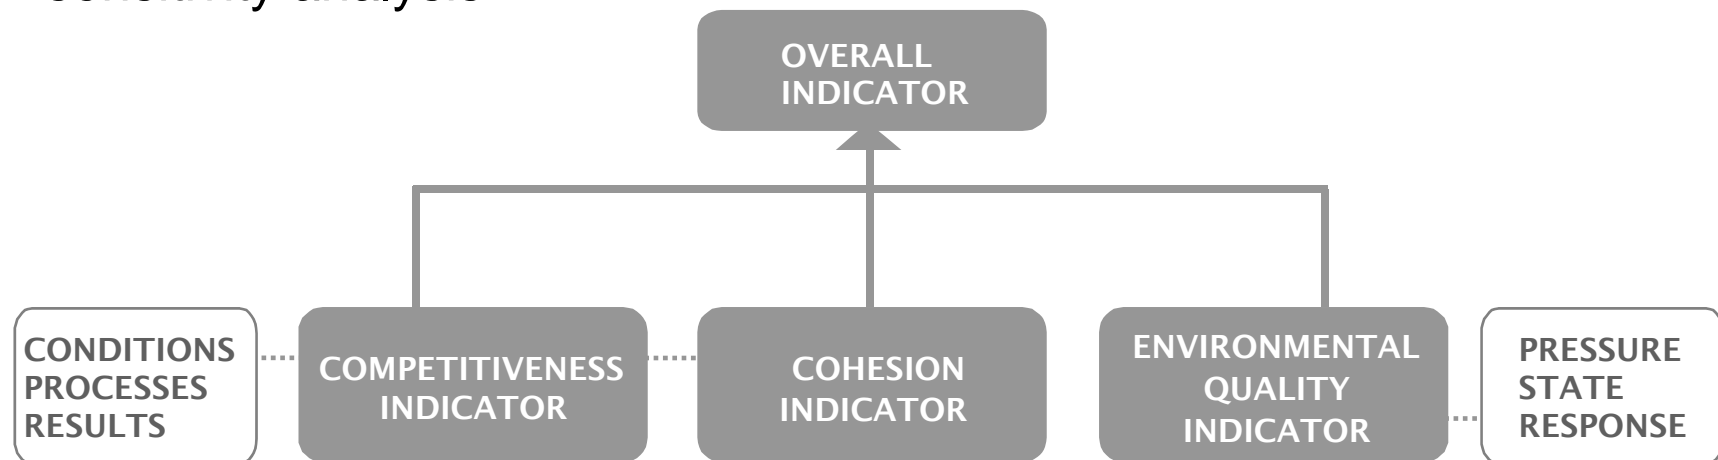 OVERALL
INDICATOR
CONDITIONS
PROCESSES
RESULTS
COMPETITIVENESS
INDICATOR
COHESION
INDICATOR
ENVIRONMENTAL
QUALITY
INDICATOR
PRESSURE
STATE
RESPONSE